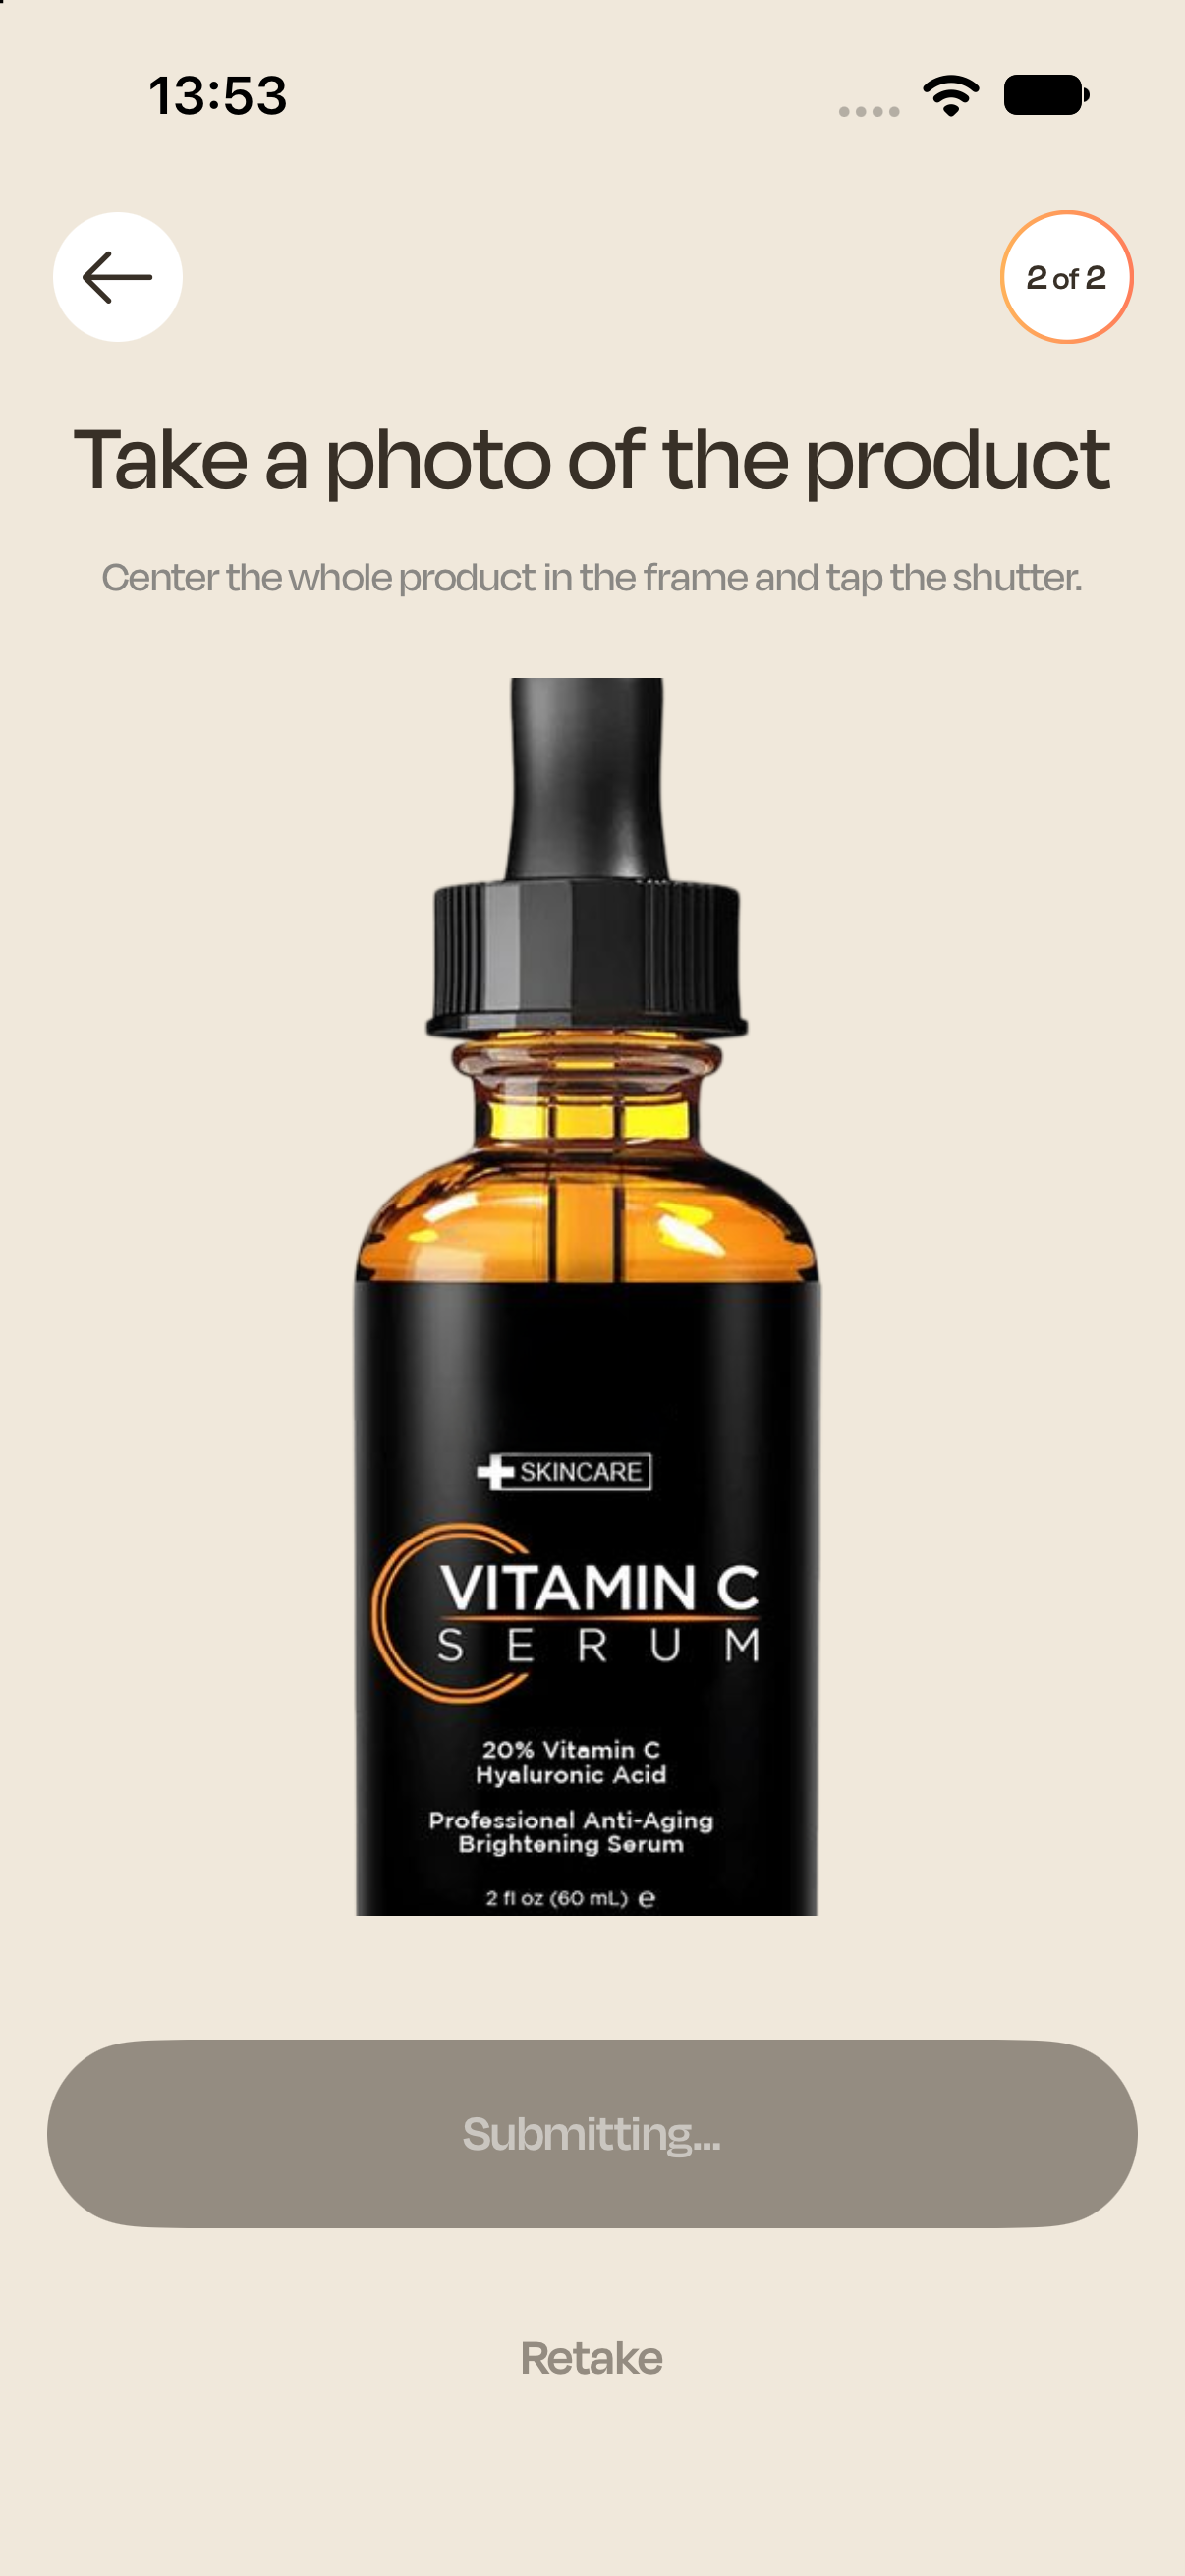 13:53
2 of 2
Take a photo of the product
Center the whole product in the frame and tap the shutter.
SKINCARE
VITAMIN C
SERUM
20% Vitamin C
Hyaluronic Acid
Professional Anti-Aging
Brightening Serum
2 fl oz (60 mL) ℮
Submitting...
Retake